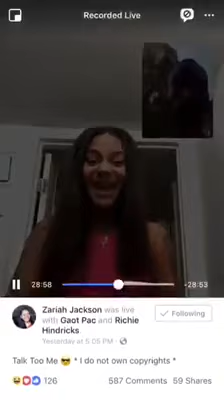 Recorded Live
28:58
-28:53
Zariah Jackson was live
with Gaot Pac and Richie
Hindricks
Yesterday at 5:05 PM ·
Following
Talk Too Me 😎 * I do not own copyrights *
126
587 Comments 59 Shares